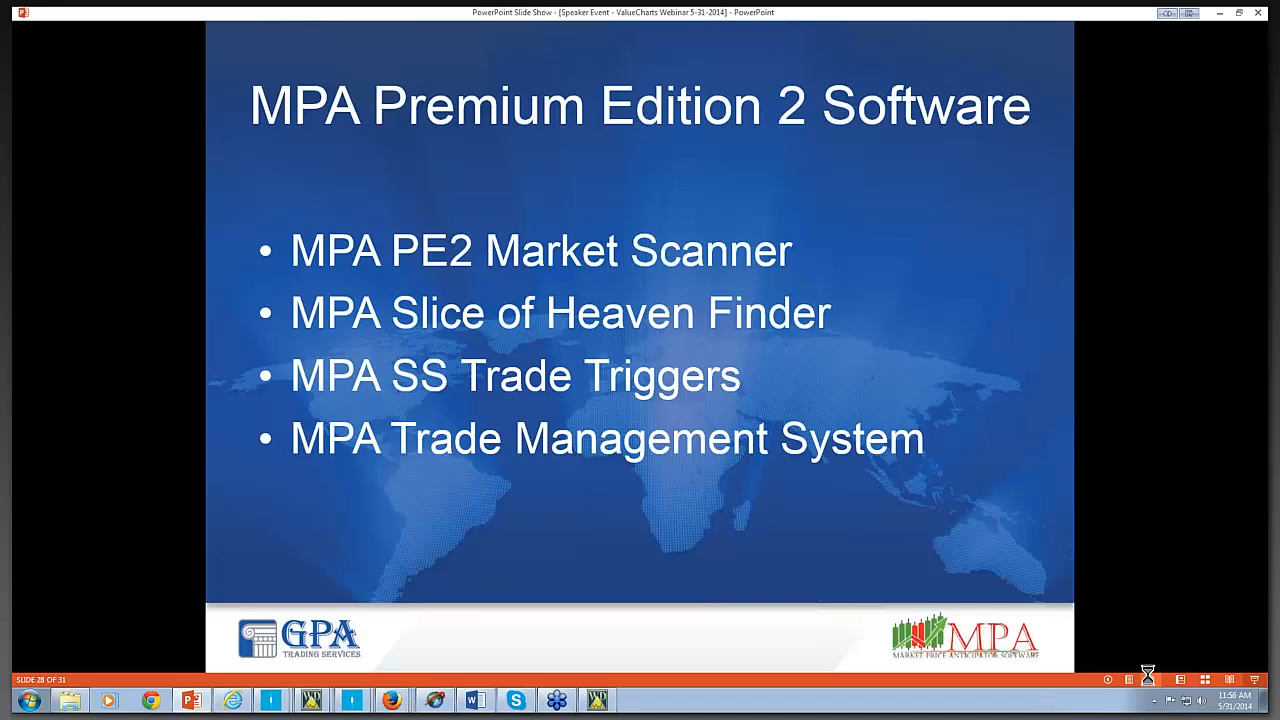 PowerPoint Slide Show - [Speaker Event - ValueCharts Webinar 5-31-2014] - PowerPoint
MPA Premium Edition 2 Software
• MPA PE2 Market Scanner
• MPA Slice of Heaven Finder
• MPA SS Trade Triggers
• MPA Trade Management System
GPA
TRADING SERVICES
MPA
MARKET PRICE ANTICIPATOR SOFTWARE
SLIDE 28 OF 31
11:56 AM
5/31/2014